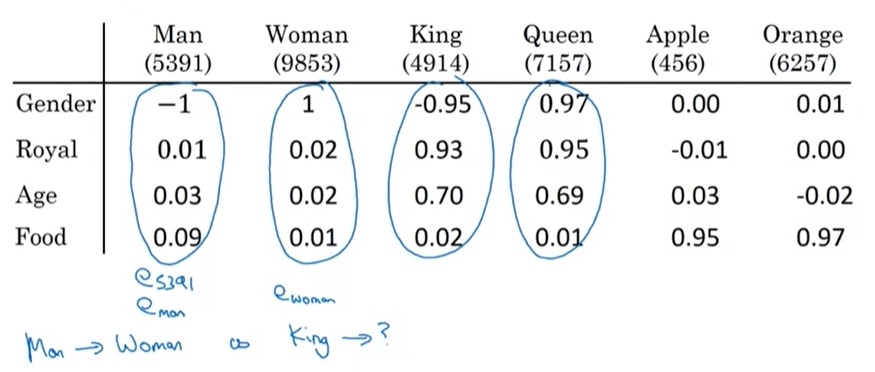 Man Woman King Queen Apple Orange
(5391) (9853) (4914) (7157) (456) (6257)
Gender −1 1 -0.95 0.97 0.00 0.01
Royal 0.01 0.02 0.93 0.95 -0.01 0.00
Age 0.03 0.02 0.70 0.69 0.03 -0.02
Food 0.09 0.01 0.02 0.01 0.95 0.97
e5391
eman ewoman
Man → Woman as King → ?